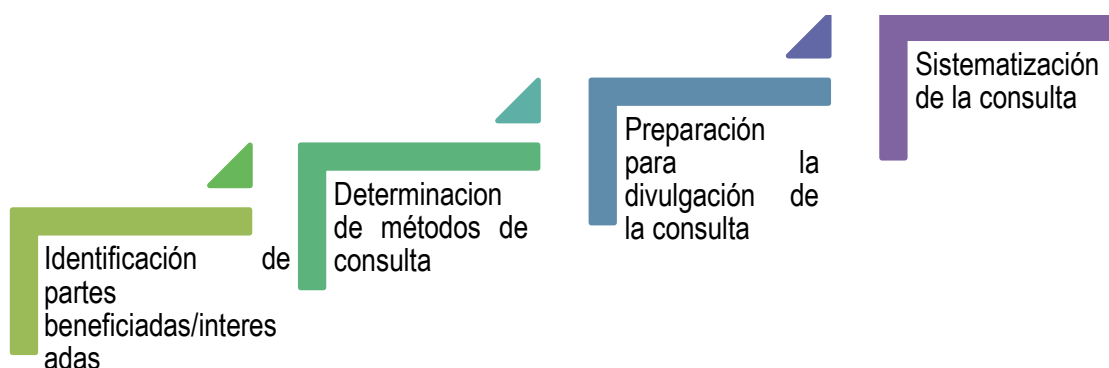 Identificación de
partes
beneficiadas/interes
adas
Determinacion
de métodos de
consulta
Preparación
para la
divulgación de
la consulta
Sistematización
de la consulta